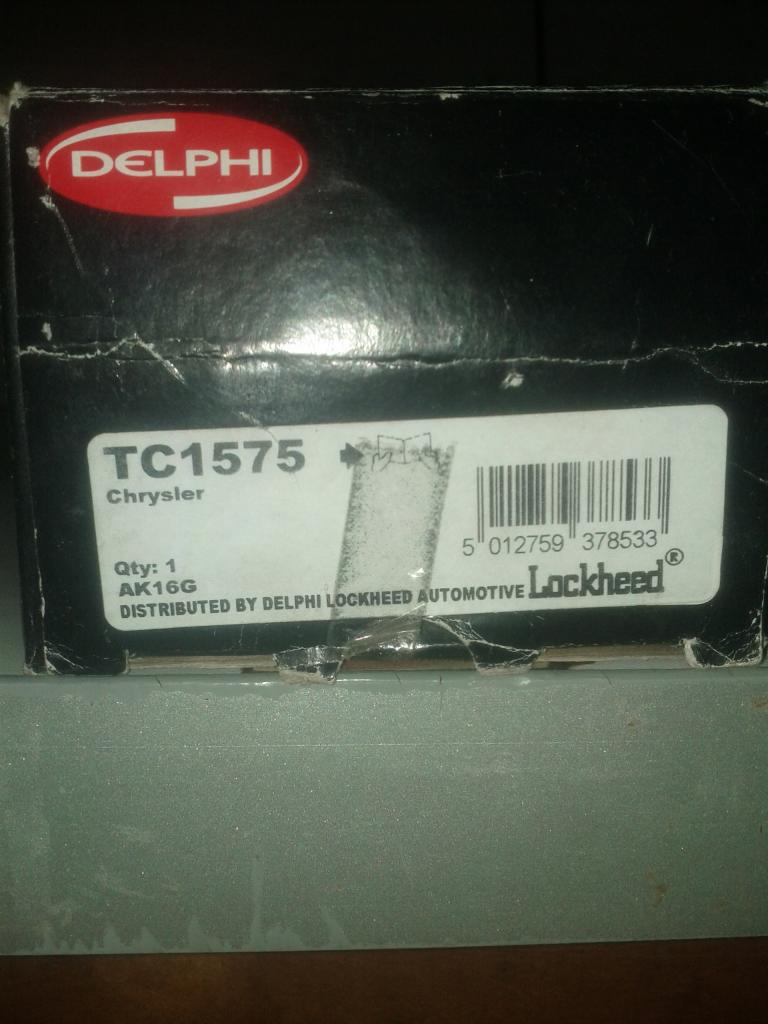 DELPHI
TC1575
Chrysler
5 012759 378533
Qty: 1
AK16G
DISTRIBUTED BY DELPHI LOCKHEED AUTOMOTIVE Lockheed®